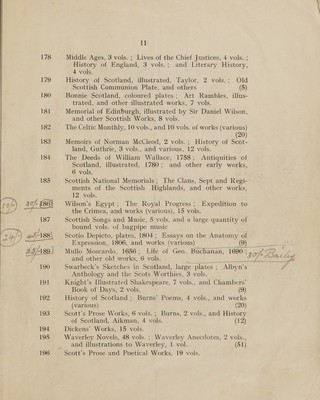 11
178 Middle Ages, 3 vols. ; Lives of the Chief Justices, 4 vols. ;
History of England, 3 vols. ; and Literary History,
4 vols.
179 History of Scotland, illustrated, Taylor, 2 vols. ; Old
Scottish Communion Plate, and others (5)
180 Bonnie Scotland, coloured plates ; Art Rambles, illus-
trated, and other illustrated works, 7 vols.
181 Memorial of Edinburgh, illustrated by Sir Daniel Wilson,
and other Scottish Works, 8 vols.
182 The Celtic Monthly, 10 vols., and 10 vols. of works (various)
(20)
183 Memoirs of Norman McCleod, 2 vols. ; History of Scot-
land, Guthrie, 3 vols., and various, 12 vols.
184 The Deeds of William Wallace, 1758 ; Antiquities of
Scotland, illustrated, 1789 ; and other early works,
6 vols.
185 Scottish National Memorials ; The Clans, Sept and Regi-
ments of the Scottish Highlands, and other works,
12 vols.
30/- 186 Wilson's Egypt ; The Royal Progress ; Expedition to
the Crimea, and works (various), 15 vols.
187 Scottish Songs and Music, 5 vols, and a large quantity of
bound vols. of bagpipe music
188 Scotis Depicto, plates, 1804 ; Essays on the Anatomy of
Expression, 1806, and works (various) (9)
189 Mello Moscardo, 1656 ; Life of Geo. Buchanan, 1690
and other old works, 6 vols. 30/- Bailey
190 Swarbeck's Sketches in Scotland, large plates ; Albyn's
Anthology and the Scots Worthies, 3 vols.
191 Knight's Illustrated Shakespeare, 7 vols., and Chambers'
Book of Days, 2 vols. (9)
192 History of Scotland ; Burns' Poems, 4 vols., and works
(various) (20)
193 Scott's Prose Works, 6 vols. ; Burns, 2 vols., and History
of Scotland, Aikman, 4 vols. (12)
194 Dickens' Works, 15 vols.
195 Waverley Novels, 48 vols. ; Waverley Anecdotes, 2 vols.,
and illustrations to Waverley, 1 vol. (51)
196 Scott's Prose and Poetical Works, 19 vols.